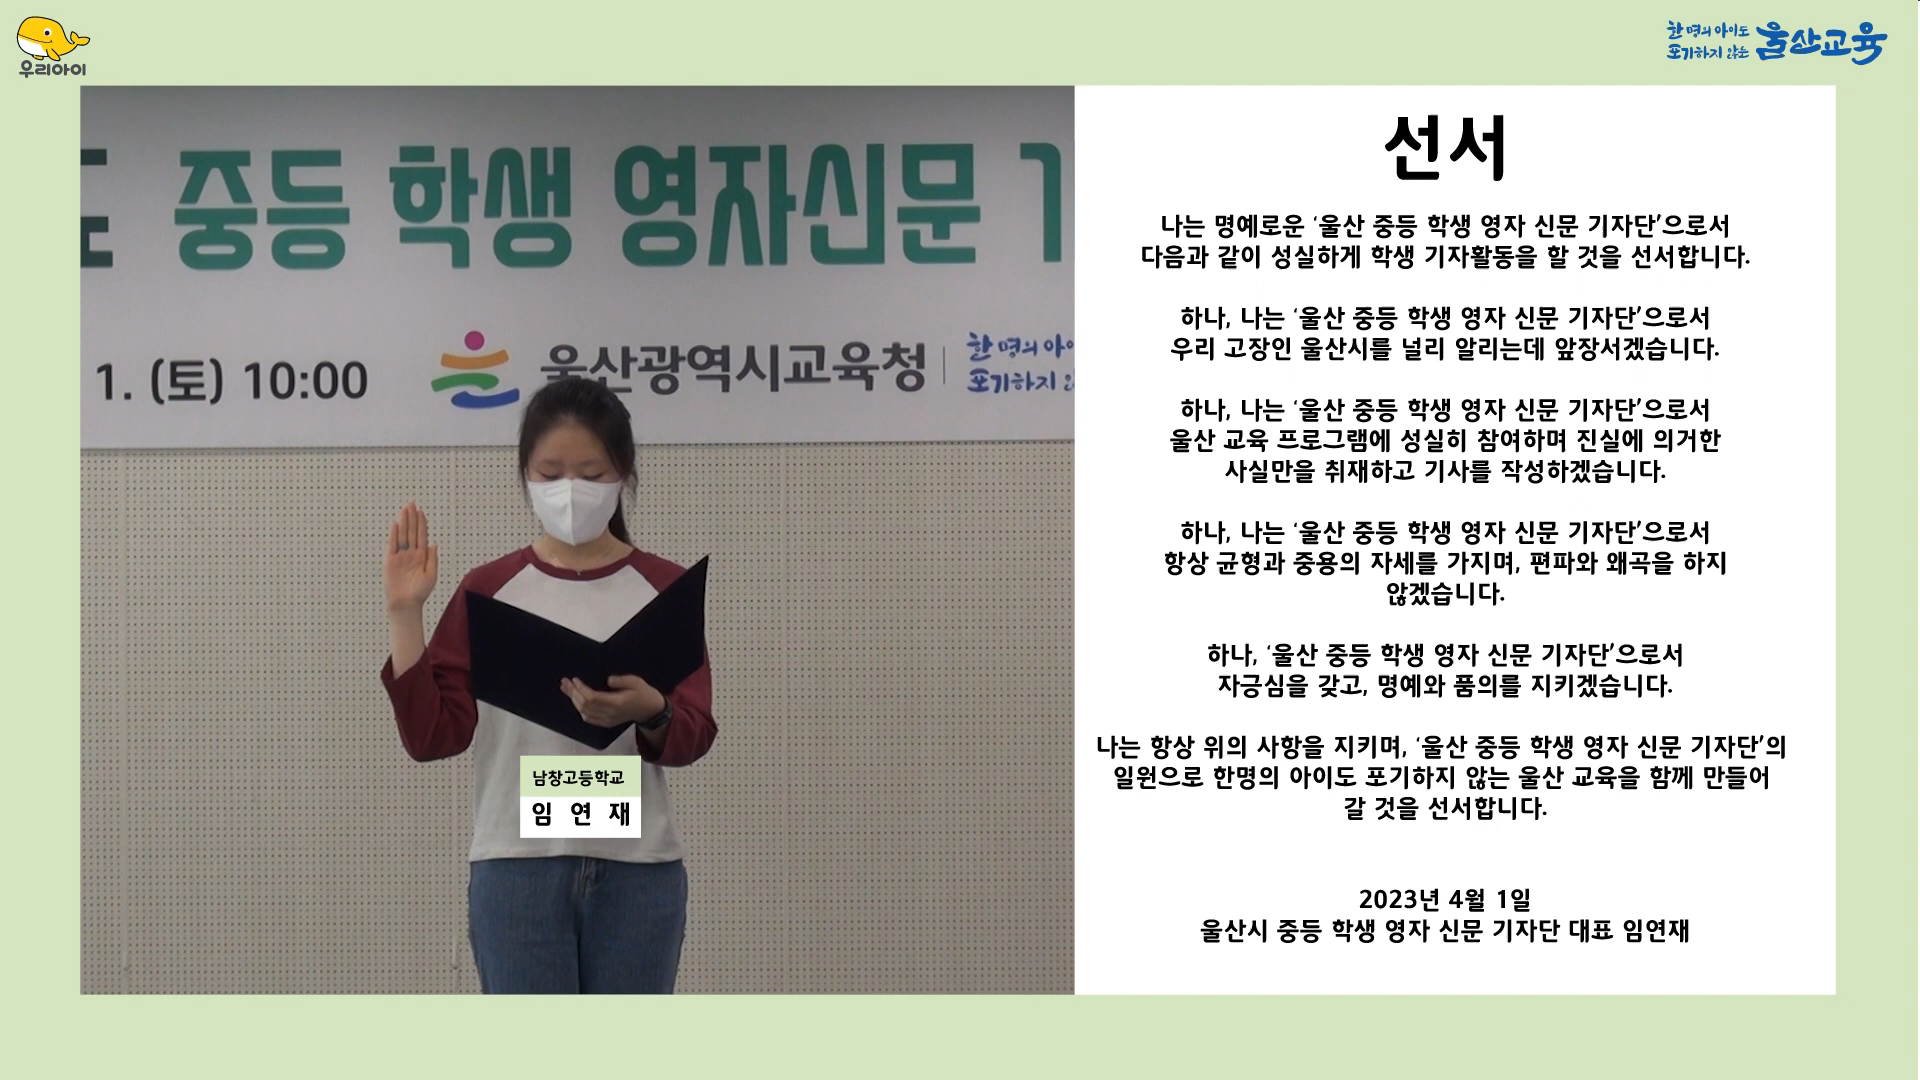 우리아이
한 명의 아이도
포기하지 않는 울산교육
중등 학생 영자신문
1. (토) 10:00
울산광역시교육청
한 명의 아이
포기하지 않
남창고등학교
임 연 재
선서
나는 명예로운 ‘울산 중등 학생 영자 신문 기자단’으로서
다음과 같이 성실하게 학생 기자활동을 할 것을 선서합니다.
하나, 나는 ‘울산 중등 학생 영자 신문 기자단’으로서
우리 고장인 울산시를 널리 알리는데 앞장서겠습니다.
하나, 나는 ‘울산 중등 학생 영자 신문 기자단’으로서
울산 교육 프로그램에 성실히 참여하며 진실에 의거한
사실만을 취재하고 기사를 작성하겠습니다.
하나, 나는 ‘울산 중등 학생 영자 신문 기자단’으로서
항상 균형과 중용의 자세를 가지며, 편파와 왜곡을 하지
않겠습니다.
하나, ‘울산 중등 학생 영자 신문 기자단’으로서
자긍심을 갖고, 명예와 품의를 지키겠습니다.
나는 항상 위의 사항을 지키며, ‘울산 중등 학생 영자 신문 기자단’의
일원으로 한명의 아이도 포기하지 않는 울산 교육을 함께 만들어
갈 것을 선서합니다.
2023년 4월 1일
울산시 중등 학생 영자 신문 기자단 대표 임연재